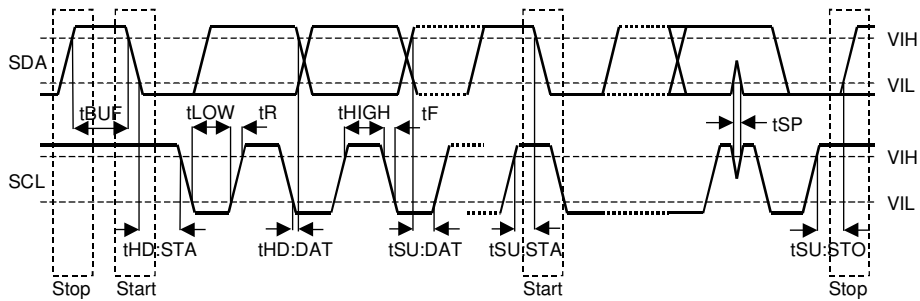 VIH
SDA
VIL
tBUF
tLOW
tR
tHIGH
tF
tSP
VIH
SCL
VIL
tHD:STA
tHD:DAT
tSU:DAT
tSU:STA
tSU:STO
Stop
Start
Start
Stop